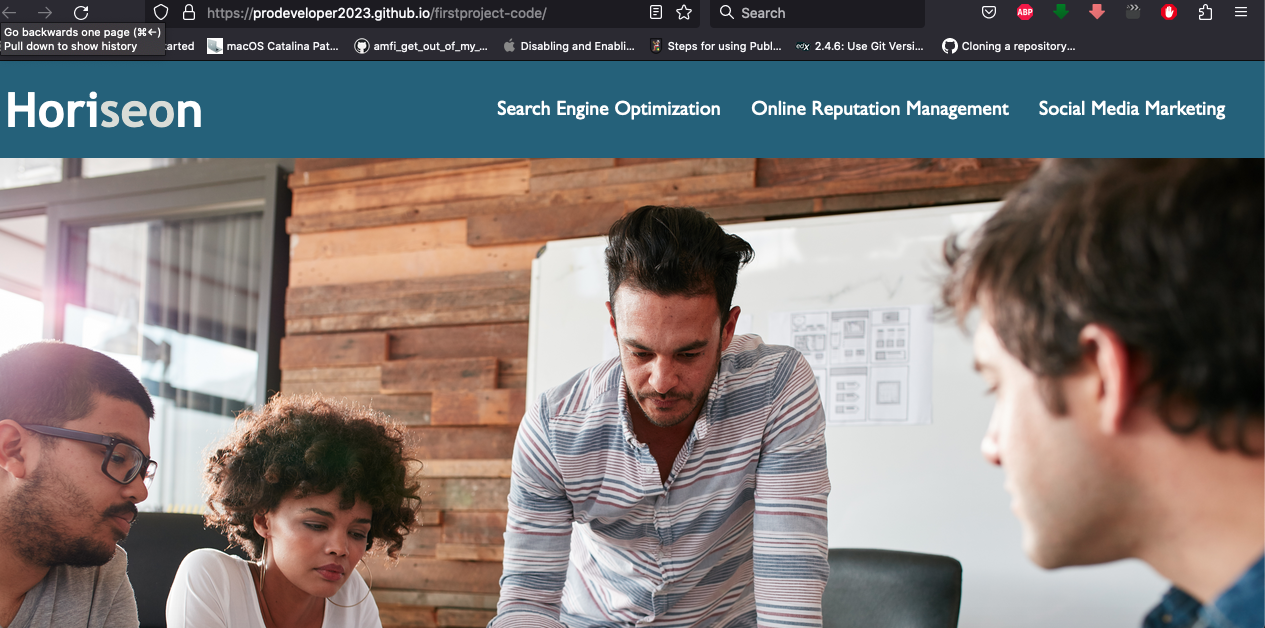 https://prodeveloper2023.github.io/firstproject-code/
Search
ABP
Go backwards one page (⌘←)
Pull down to show history
arted
macOS Catalina Pat...
amfi_get_out_of_my_...
Disabling and Enabli...
Steps for using Publ...
edX
2.4.6: Use Git Versi...
Cloning a repository...
Horiseon
Search Engine Optimization
Online Reputation Management
Social Media Marketing